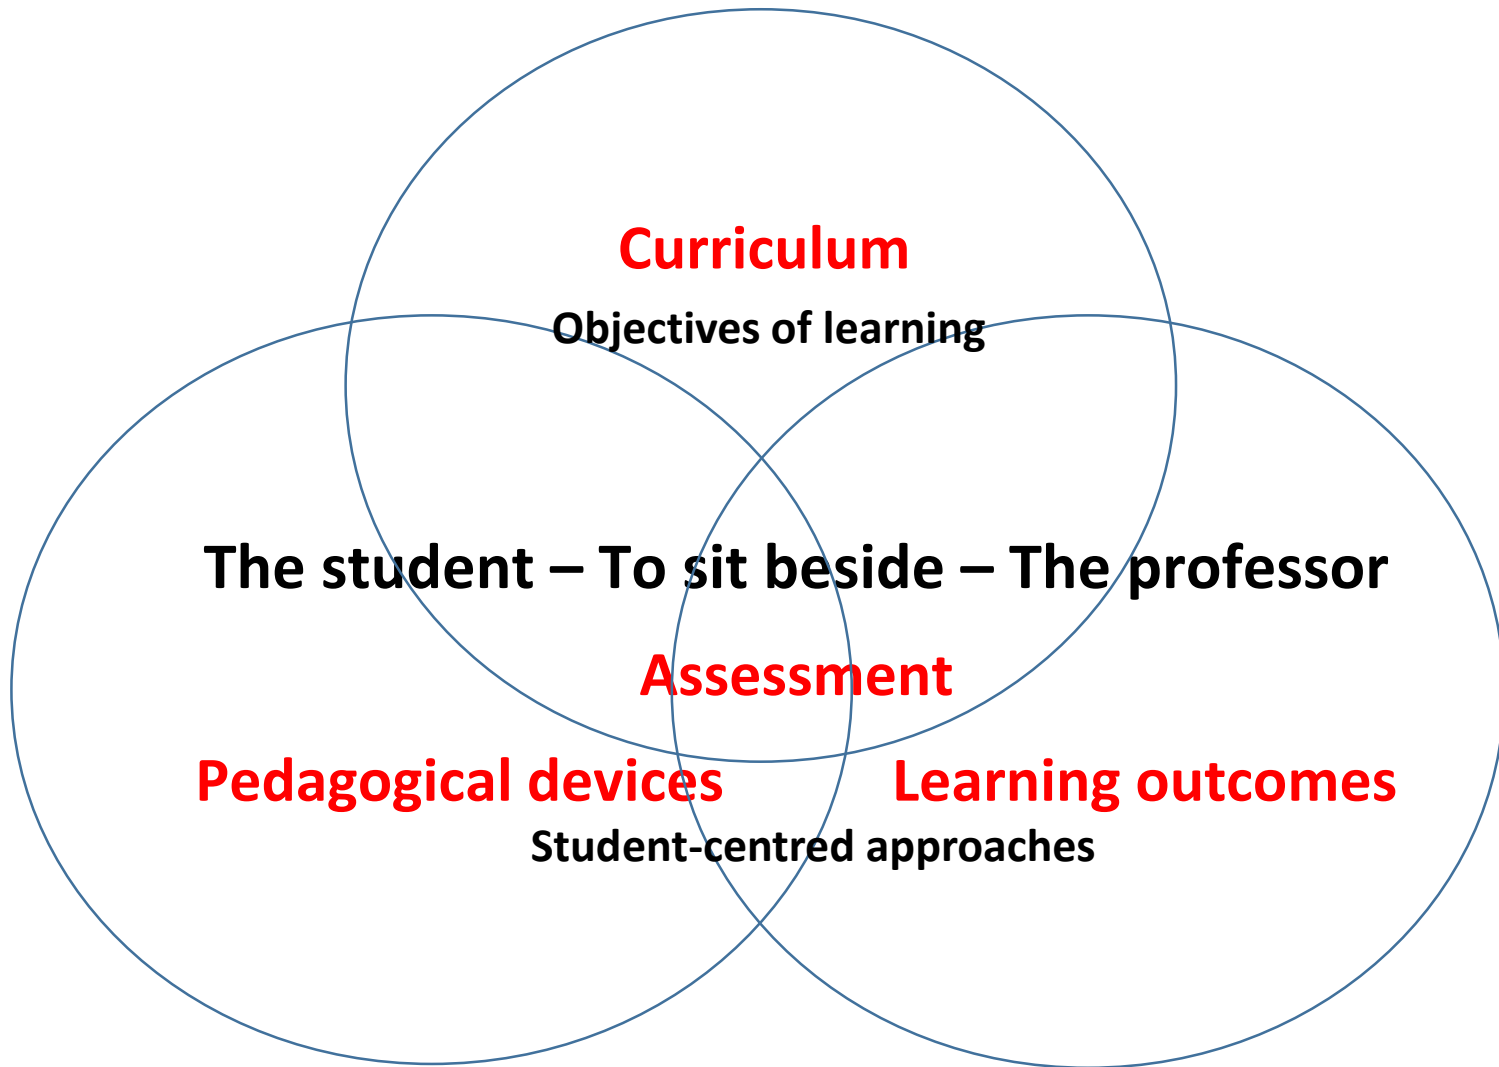 Curriculum
Objectives of learning
The student – To sit beside – The professor
Assessment
Pedagogical devices Learning outcomes
Student-centred approaches